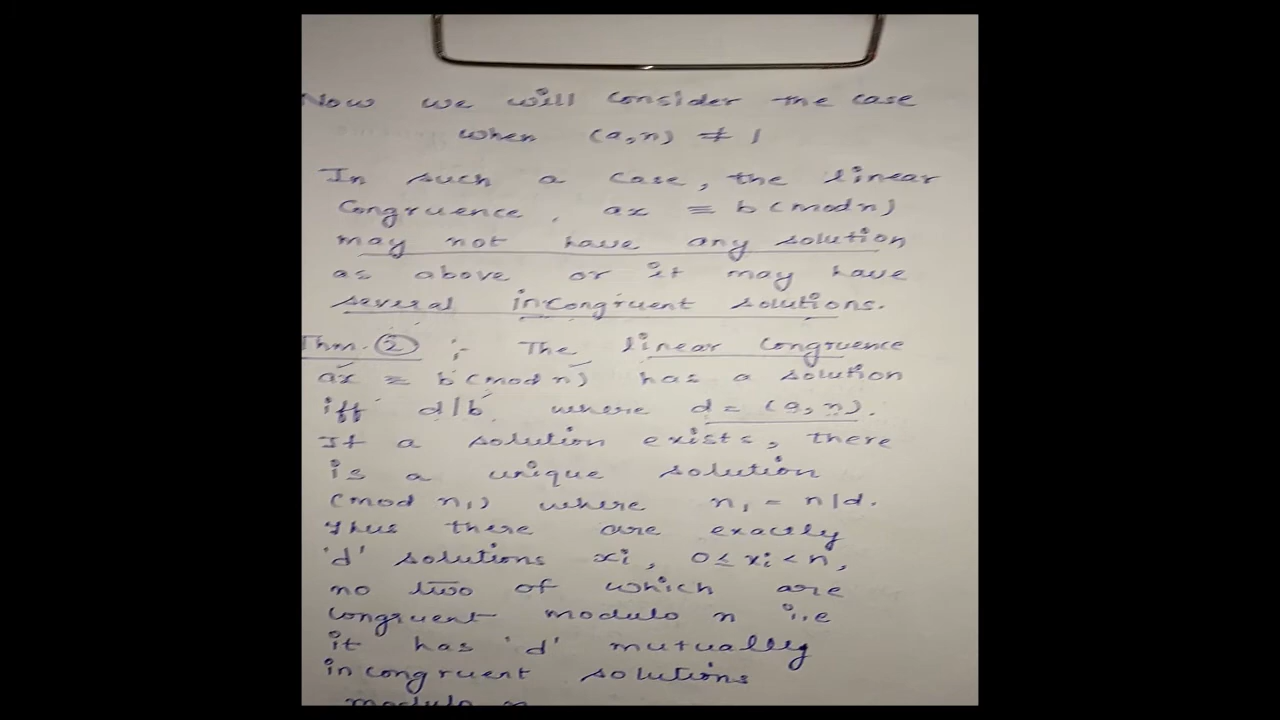 Now we will consider the case
when (a,n) ≠ 1
In such a case, the linear
Congruence, ax ≡ b(mod n)
may not have any solution
as above or it may have
several incongruent solutions.
Thm. ② :- The linear congruence
ax ≡ b(mod n) has a solution
iff d/b where d = (a,n).
If a solution exists, there
is a unique solution
(mod n₁) where n₁ = n/d.
Thus there are exactly
'd' solutions xi, 0 ≤ xi < n,
no two of which are
congruent modulo n i.e
it has 'd' mutually
incongruent solutions
modulo n